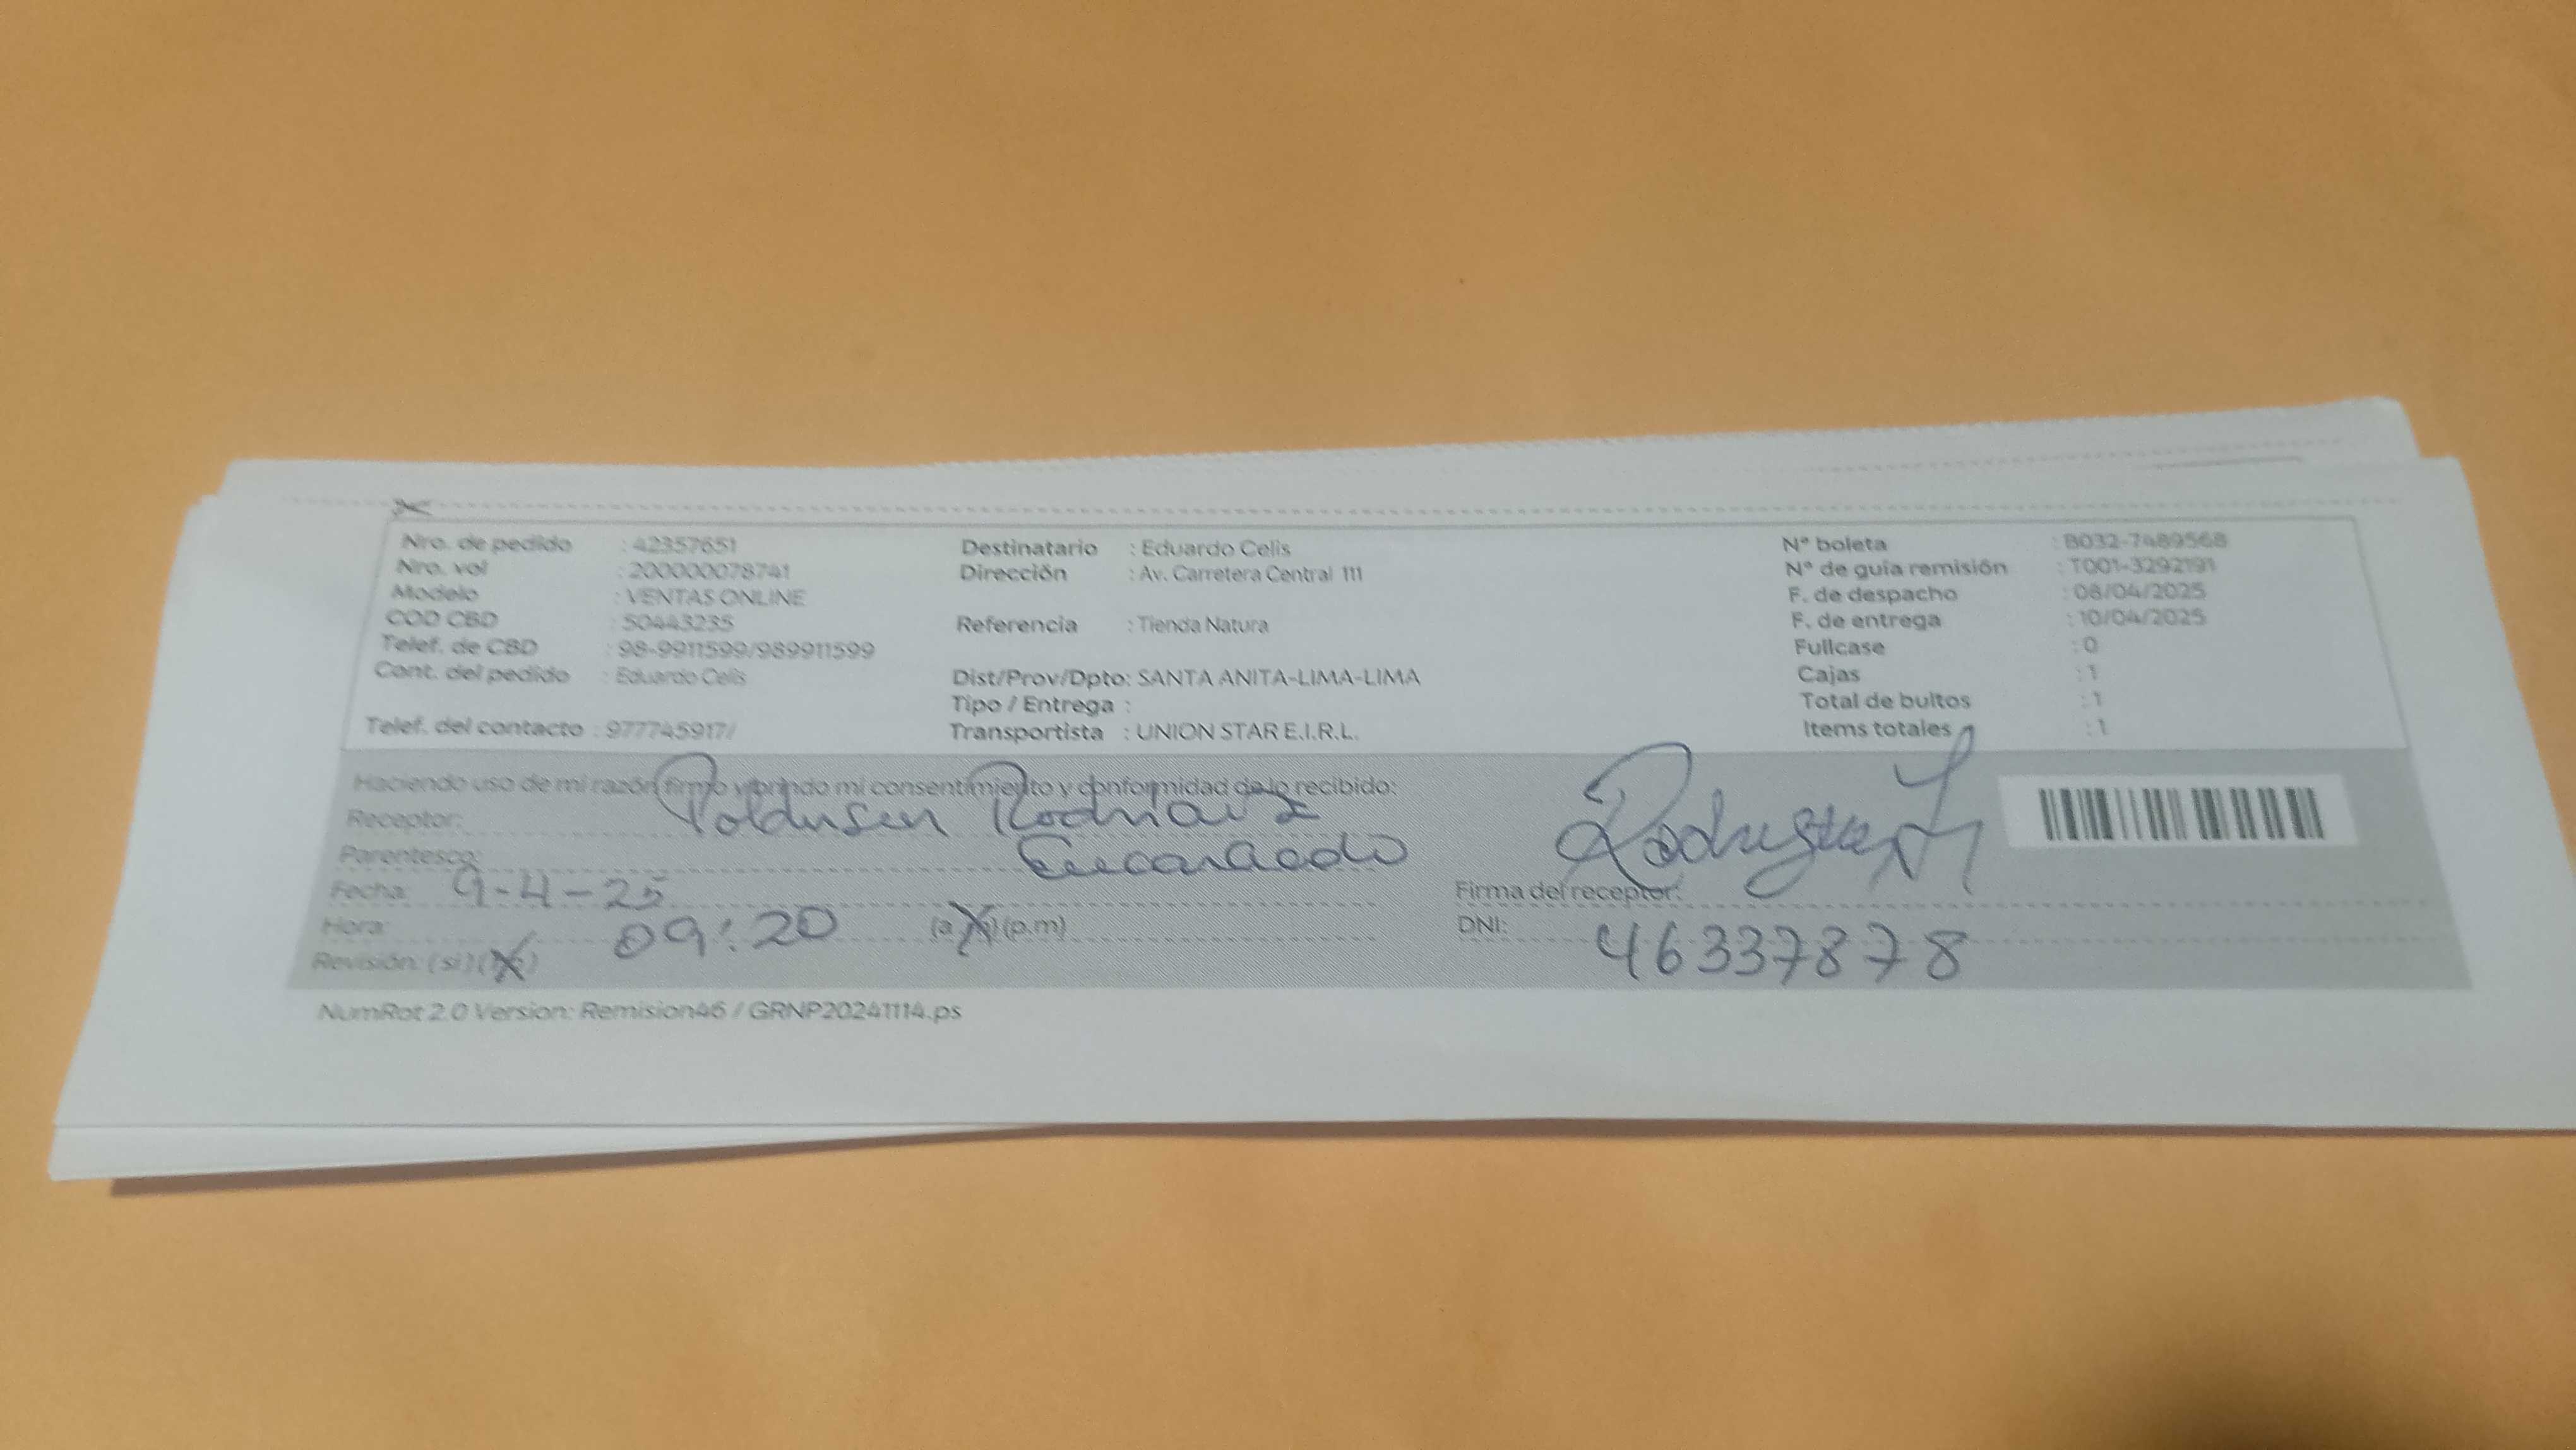 Nro. de pedido : 42357651
Nro. vol : 200000078741
Modelo : VENTAS ONLINE
COD CBD : 50443235
Telef. de CBD : 98-9911599/989911599
Cont. del pedido : Eduardo Celis
Telef. del contacto : 977745917/
Destinatario : Eduardo Celis
Dirección : Av. Carretera Central 111
Referencia : Tienda Natura
Dist/Prov/Dpto: SANTA ANITA-LIMA-LIMA
Tipo / Entrega :
Transportista : UNION STAR E.I.R.L.
N° boleta : B032-7489568
N° de guía remisión : T001-3292191
F. de despacho : 08/04/2025
F. de entrega : 10/04/2025
Fullcase : 0
Cajas : 1
Total de bultos : 1
Items totales : 1
Haciendo uso de mi razón firmo y brindo mi consentimiento y conformidad de lo recibido:
Receptor:
Parentesco: Encargado
Fecha: 9-4-25
Hora: 09:20 (a.m) (p.m)
Revisión: (si) (no)
Firma del receptor:
DNI: 46337878
NumRot 2.0 Version: Remision46 / GRNP20241114.ps